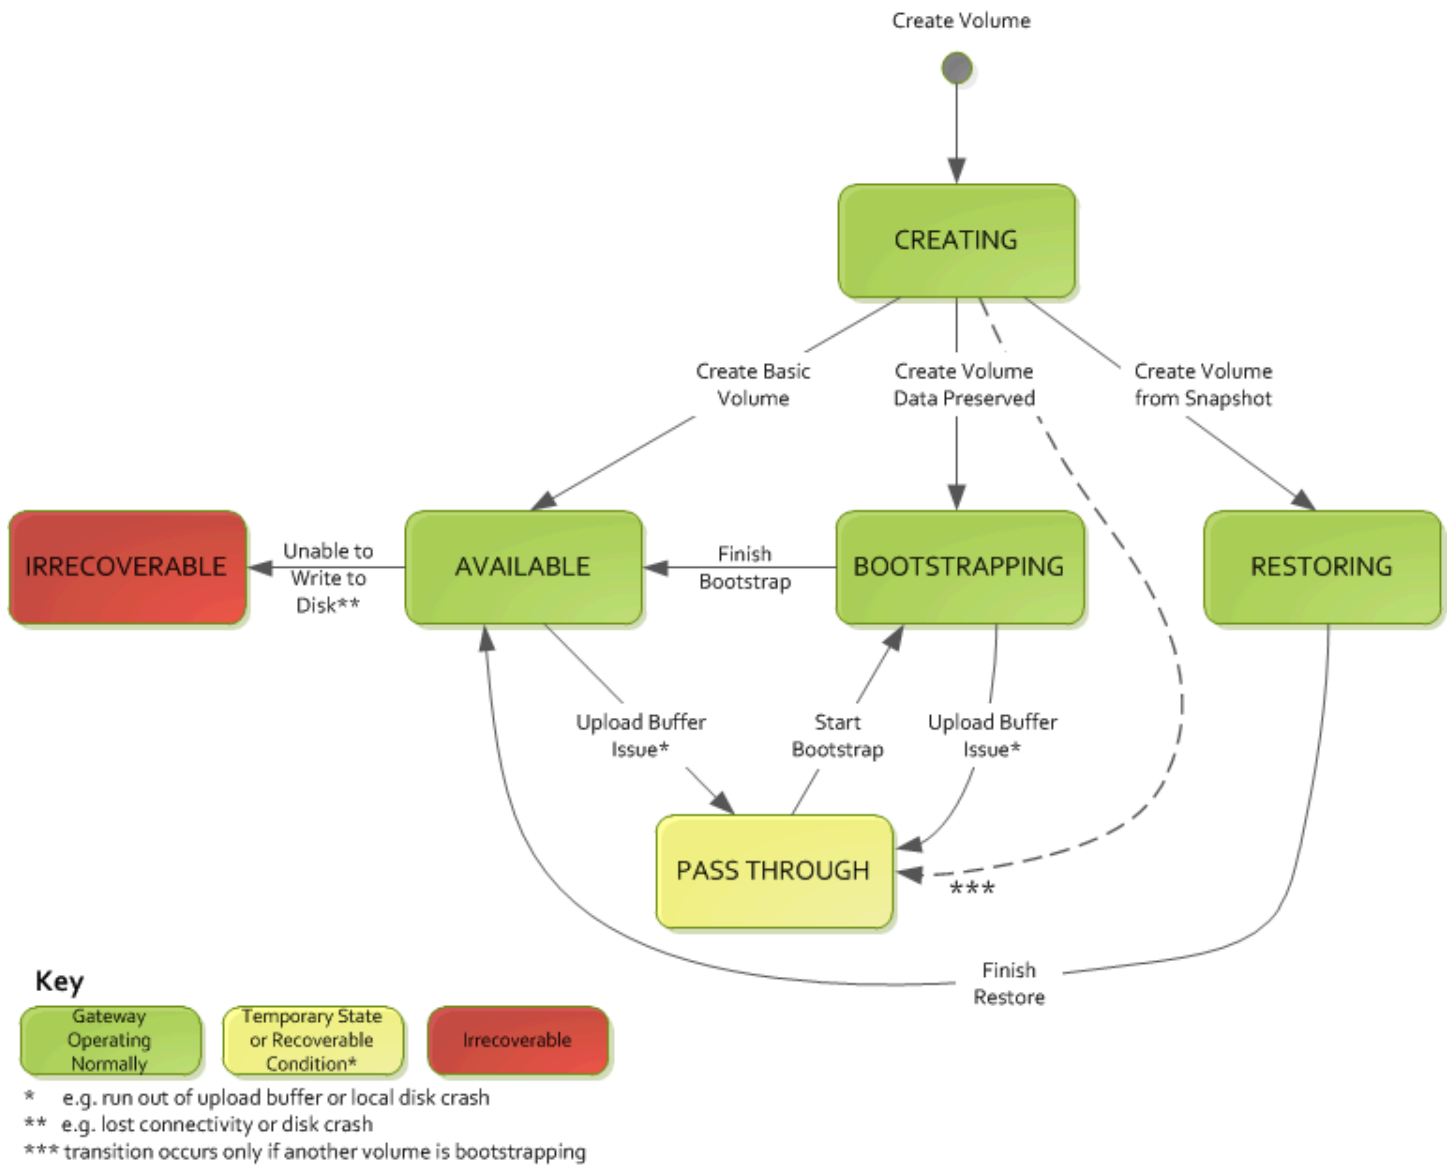 Create Volume
CREATING
Create Basic
Volume
Create Volume
Data Preserved
Create Volume
from Snapshot
IRRECOVERABLE
Unable to
Write to
Disk**
AVAILABLE
Finish
Bootstrap
BOOTSTRAPPING
RESTORING
Upload Buffer
Issue*
Start
Bootstrap
Upload Buffer
Issue*
PASS THROUGH
***
Finish
Restore
Key
Gateway
Operating
Normally
Temporary State
or Recoverable
Condition*
Irrecoverable
* e.g. run out of upload buffer or local disk crash
** e.g. lost connectivity or disk crash
*** transition occurs only if another volume is bootstrapping